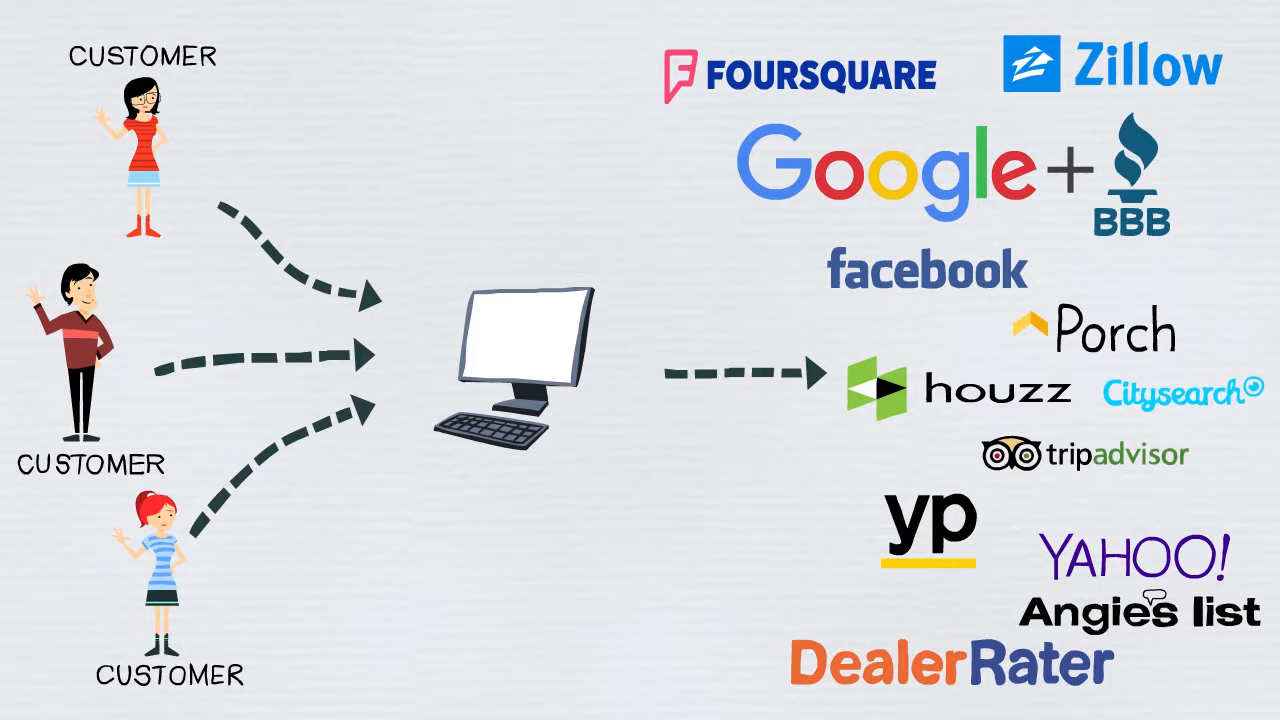 CUSTOMER
CUSTOMER
CUSTOMER
FOURSQUARE
Zillow
Google+
BBB
facebook
Porch
houzz
Citysearch
tripadvisor
yp
YAHOO!
Angie's list
DealerRater